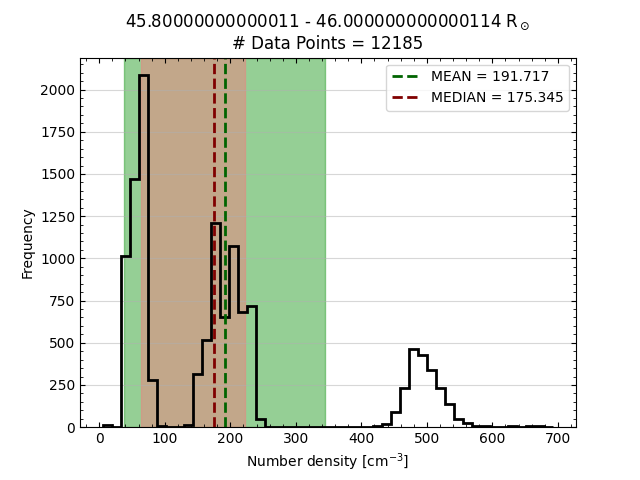 45.80000000000011 - 46.000000000000114 R⊙
# Data Points = 12185
MEAN = 191.717
MEDIAN = 175.345
Frequency
2000
1750
1500
1250
1000
750
500
250
0
0 100 200 300 400 500 600 700
Number density [cm⁻³]